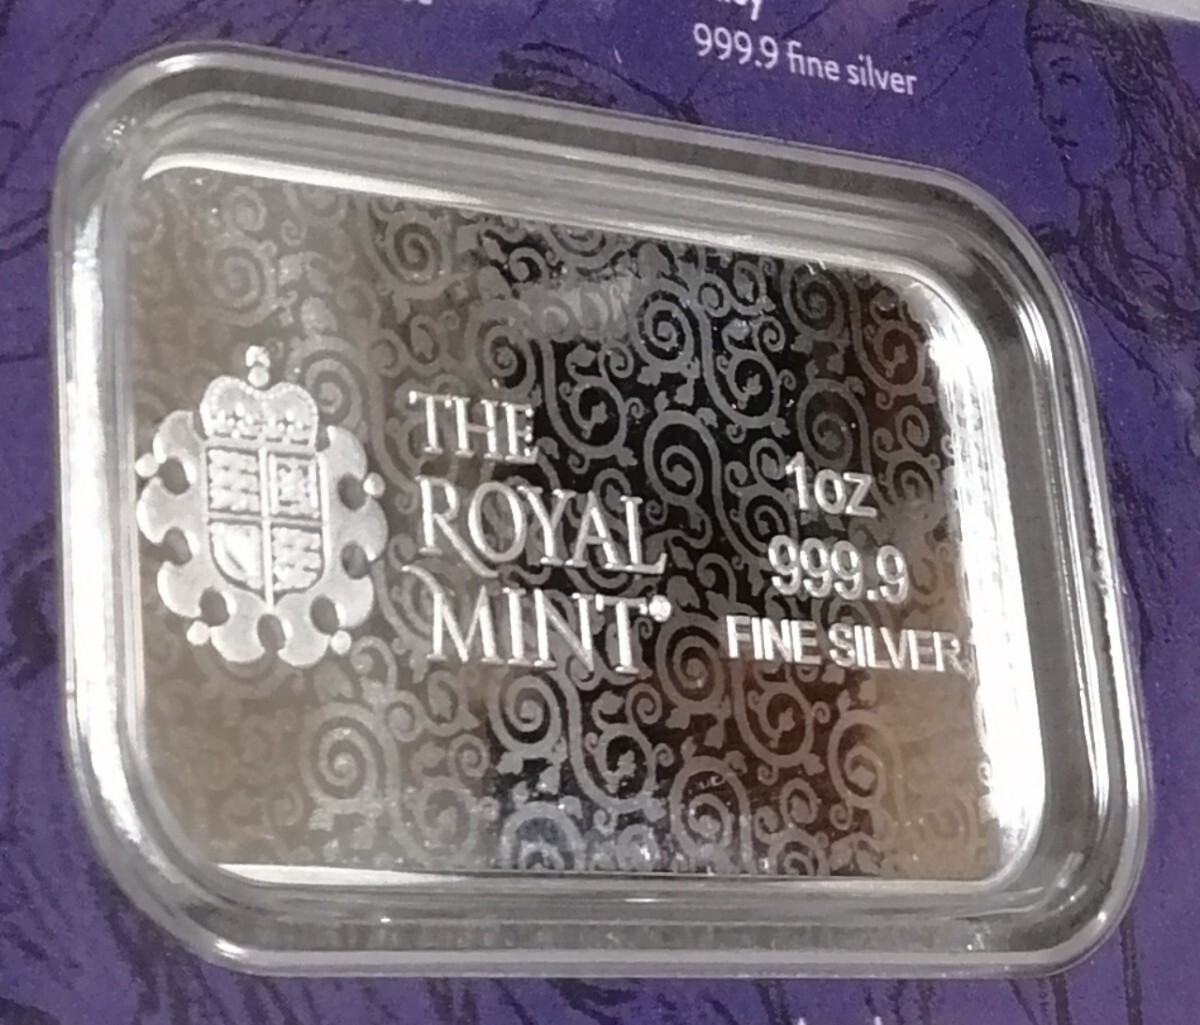 999.9 fine silver
THE
ROYAL
MINT®
1oz
999.9
FINE SILVER